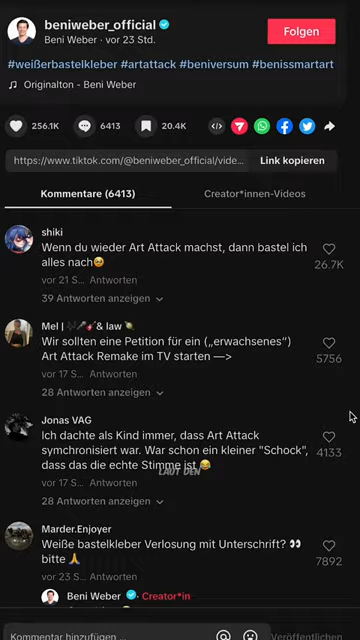 beniweber_official
Beni Weber · vor 23 Std.
Folgen
#weißerbastelkleber #artattack #beniversum #benissmartart
Originalton - Beni Weber
256.1K 6413 20.4K
https://www.tiktok.com/@beniweber_official/vide... Link kopieren
Kommentare (6413) Creator*innen-Videos
shiki
Wenn du wieder Art Attack machst, dann bastel ich
alles nach🥹
26.7K
vor 21 S... Antworten
39 Antworten anzeigen
Mel | 🎶🎤🎸& law
Wir sollten eine Petition für ein („erwachsenes“)
Art Attack Remake im TV starten —>
5756
vor 17 S... Antworten
28 Antworten anzeigen
Jonas VAG
Ich dachte als Kind immer, dass Art Attack
symchronisiert war. War schon ein kleiner "Schock",
dass das die echte Stimme ist 😂
4133
LAUT DEN
vor 17 S... Antworten
28 Antworten anzeigen
Marder.Enjoyer
Weiße bastelkleber Verlosung mit Unterschrift? 👀
bitte 🙏
7892
vor 23 S... Antworten
Beni Weber · Creator*in
Kommentar hinzufügen ...
Veröffentlichen